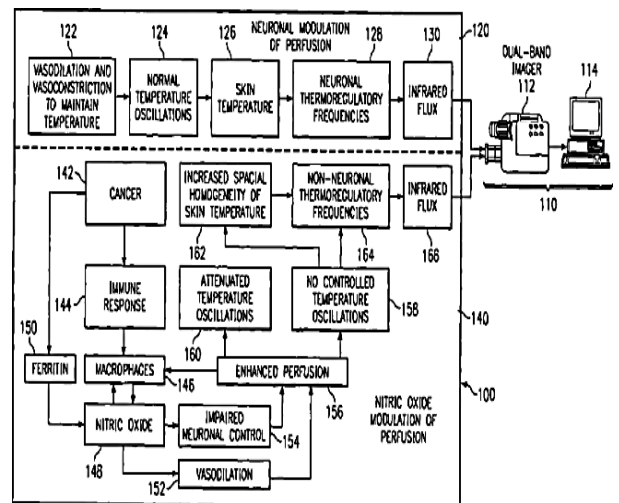 NEURONAL MODULATION
OF PERFUSION
122
124
126
128
130
120
VASODILATION AND
VASOCONSTRICTION
TO MAINTAIN
TEMPERATURE
NORMAL
TEMPERATURE
OSCILLATIONS
SKIN
TEMPERATURE
NEURONAL
THERMOREGULATORY
FREQUENCIES
INFRARED
FLUX
DUAL-BAND
IMAGER
112
114
110
142
CANCER
INCREASED SPACIAL
HOMOGENEITY OF
SKIN TEMPERATURE
162
NON-NEURONAL
THERMOREGULATORY
FREQUENCIES
164
INFRARED
FLUX
166
144
IMMUNE
RESPONSE
ATTENUATED
TEMPERATURE
OSCILLATIONS
160
NO CONTROLLED
TEMPERATURE
OSCILLATIONS
158
140
150
FERRITIN
MACROPHAGES
146
ENHANCED PERFUSION
156
100
NITRIC OXIDE
148
IMPAIRED
NEURONAL CONTROL
154
NITRIC OXIDE
MODULATION OF
PERFUSION
152
VASODILATION